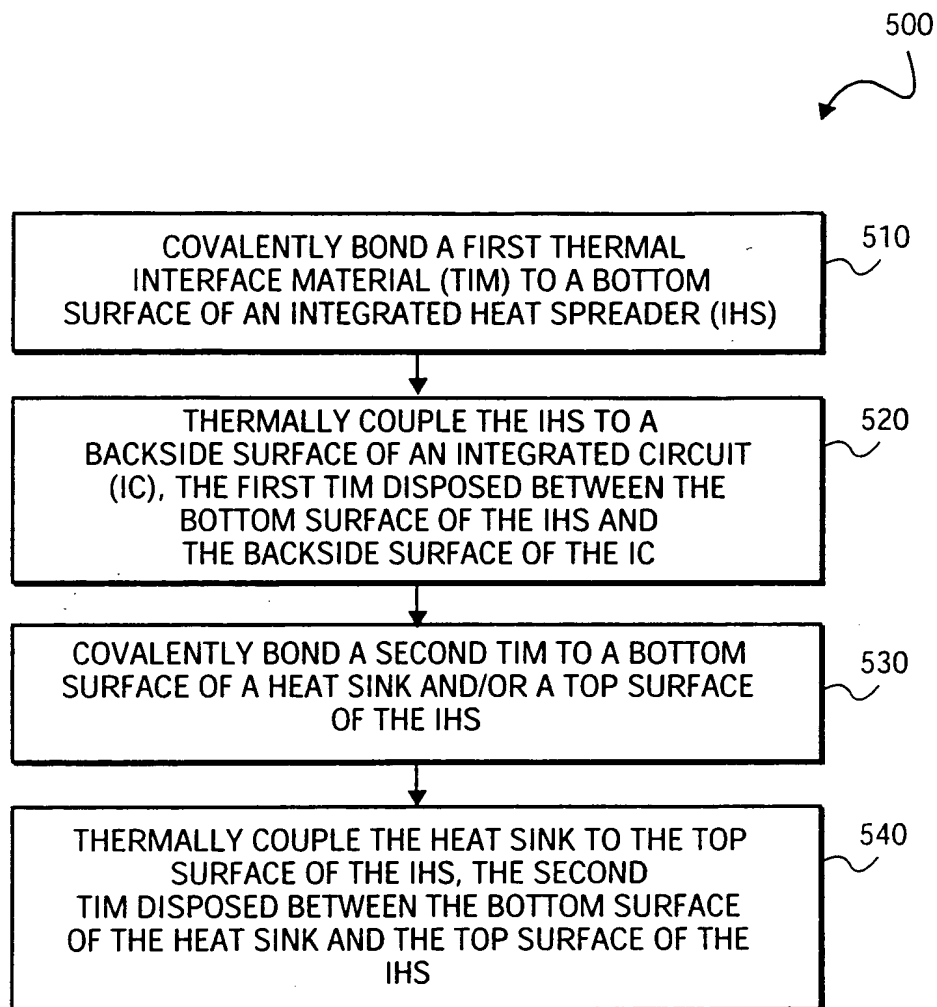 500
COVALENTLY BOND A FIRST THERMAL
INTERFACE MATERIAL (TIM) TO A BOTTOM
SURFACE OF AN INTEGRATED HEAT SPREADER (IHS)
510
THERMALLY COUPLE THE IHS TO A
BACKSIDE SURFACE OF AN INTEGRATED CIRCUIT
(IC), THE FIRST TIM DISPOSED BETWEEN THE
BOTTOM SURFACE OF THE IHS AND
THE BACKSIDE SURFACE OF THE IC
520
COVALENTLY BOND A SECOND TIM TO A BOTTOM
SURFACE OF A HEAT SINK AND/OR A TOP SURFACE
OF THE IHS
530
THERMALLY COUPLE THE HEAT SINK TO THE TOP
SURFACE OF THE IHS, THE SECOND
TIM DISPOSED BETWEEN THE BOTTOM SURFACE
OF THE HEAT SINK AND THE TOP SURFACE OF THE
IHS
540